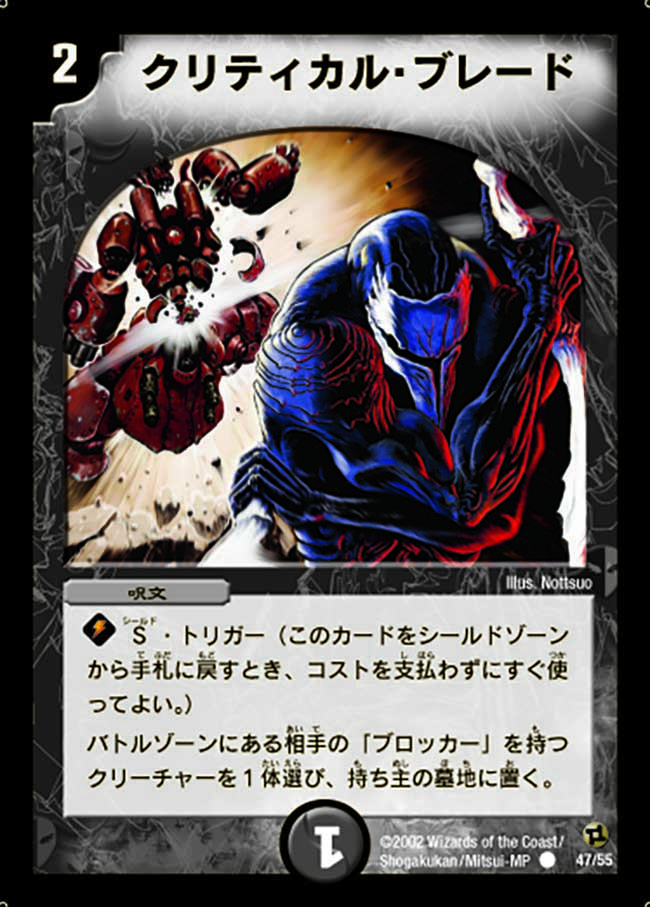 2
クリティカル・ブレード
Illus. Nottsuo
呪文
S・トリガー（このカードをシールドゾーン
から手札に戻すとき、コストを支払わずにすぐ使
ってよい。）
バトルゾーンにある相手の「ブロッカー」を持つ
クリーチャーを1体選び、持ち主の墓地に置く。
1
©2002 Wizards of the Coast/
Shogakukan/Mitsui-MP
47/55